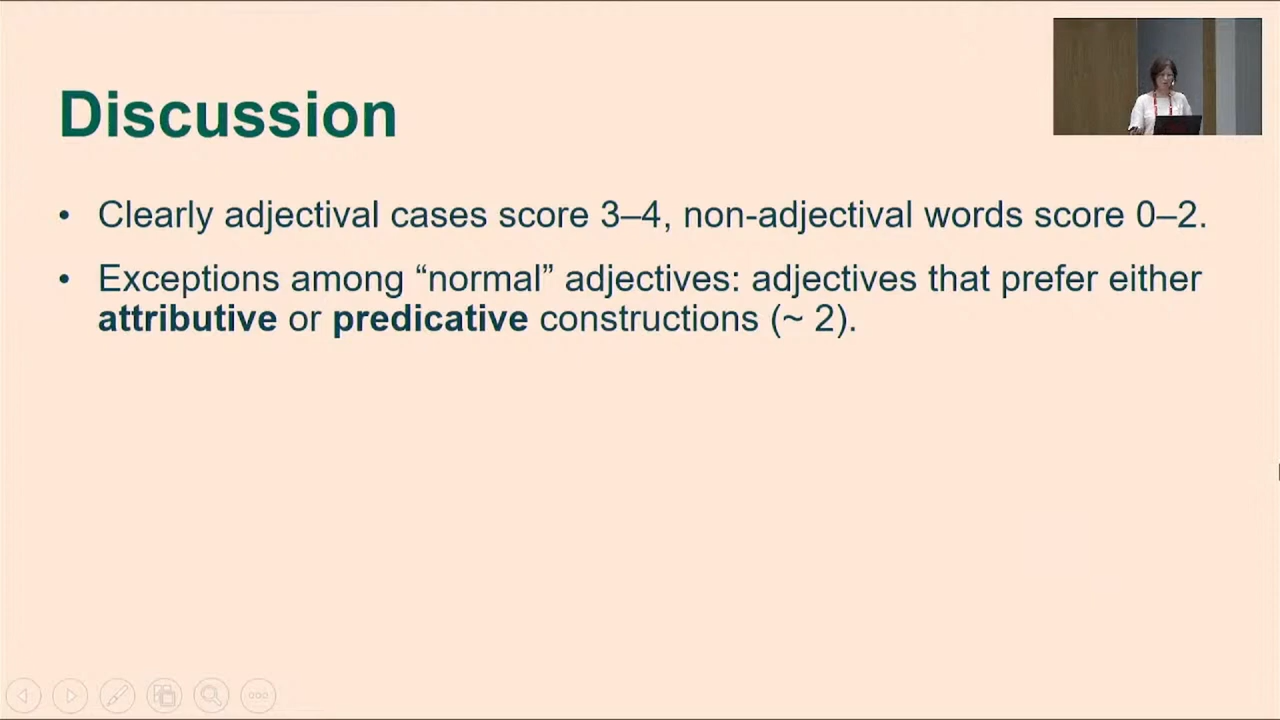 Discussion
• Clearly adjectival cases score 3–4, non-adjectival words score 0–2.
• Exceptions among “normal” adjectives: adjectives that prefer either
attributive or predicative constructions (~ 2).